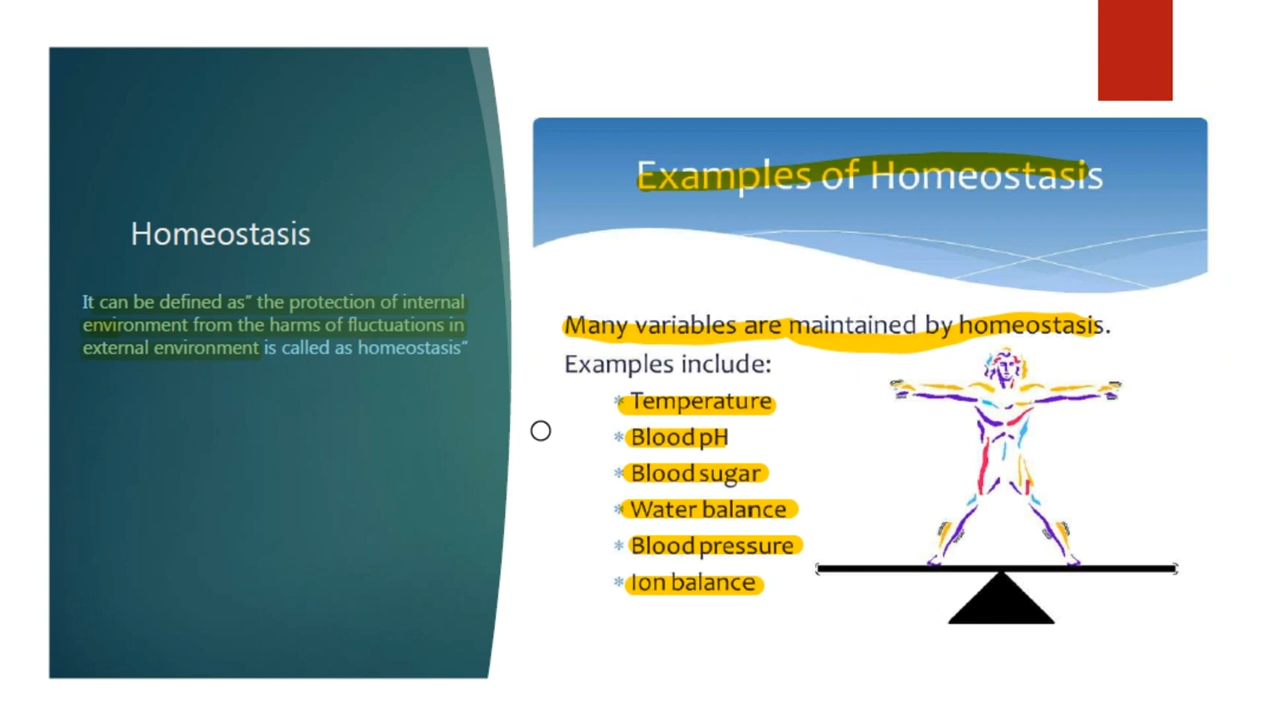 Homeostasis
It can be defined as” the protection of internal
environment from the harms of fluctuations in
external environment is called as homeostasis”
Examples of Homeostasis
Many variables are maintained by homeostasis.
Examples include:
* Temperature
* Blood pH
* Blood sugar
* Water balance
* Blood pressure
* Ion balance